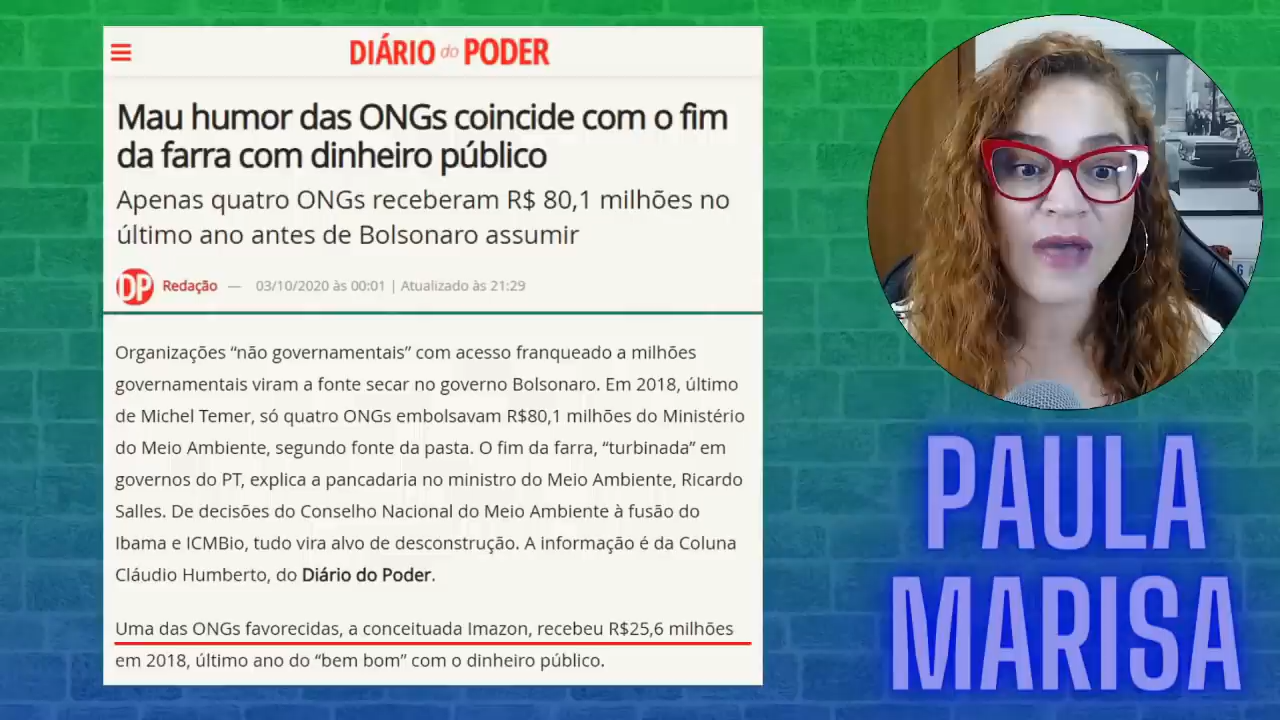 DIÁRIO do PODER
Mau humor das ONGs coincide com o fim
da farra com dinheiro público
Apenas quatro ONGs receberam R$ 80,1 milhões no
último ano antes de Bolsonaro assumir
DP Redação — 03/10/2020 às 00:01 | Atualizado às 21:29
Organizações “não governamentais” com acesso franqueado a milhões
governamentais viram a fonte secar no governo Bolsonaro. Em 2018, último
de Michel Temer, só quatro ONGs embolsavam R$80,1 milhões do Ministério
do Meio Ambiente, segundo fonte da pasta. O fim da farra, “turbinada” em
governos do PT, explica a pancadaria no ministro do Meio Ambiente, Ricardo
Salles. De decisões do Conselho Nacional do Meio Ambiente à fusão do
Ibama e ICMBio, tudo vira alvo de desconstrução. A informação é da Coluna
Cláudio Humberto, do Diário do Poder.
Uma das ONGs favorecidas, a conceituada Imazon, recebeu R$25,6 milhões
em 2018, último ano do “bem bom” com o dinheiro público.
PAULA
MARISA